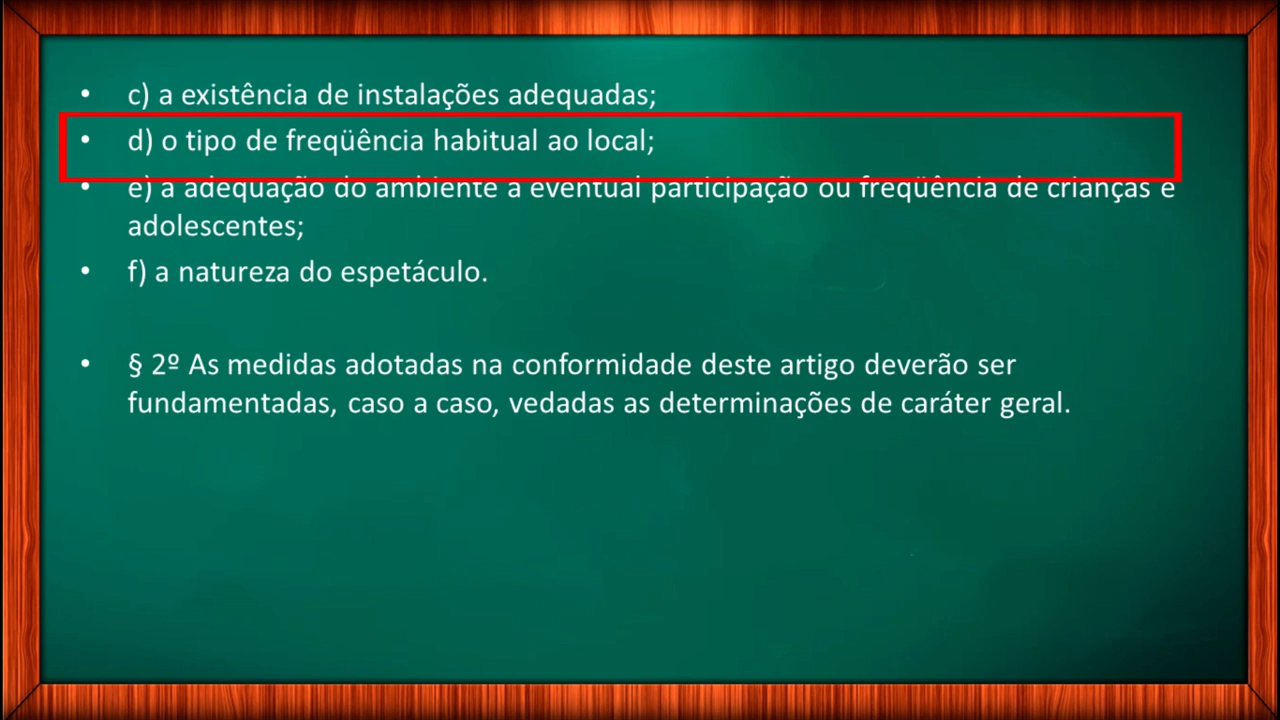 • c) a existência de instalações adequadas;
• d) o tipo de freqüência habitual ao local;
• e) a adequação do ambiente a eventual participação ou freqüência de crianças e
adolescentes;
• f) a natureza do espetáculo.
• § 2º As medidas adotadas na conformidade deste artigo deverão ser
fundamentadas, caso a caso, vedadas as determinações de caráter geral.